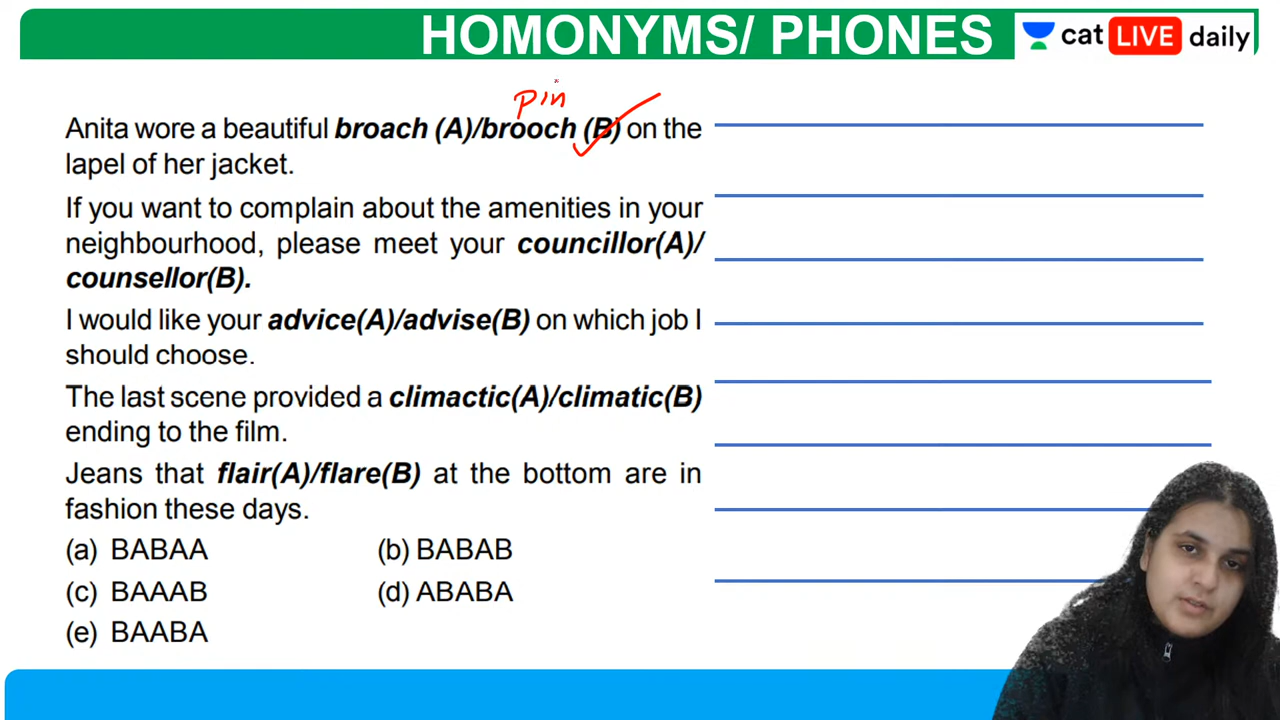 HOMONYMS/ PHONES
cat LIVE daily
pin
Anita wore a beautiful broach (A)/brooch (B) on the
lapel of her jacket.
If you want to complain about the amenities in your
neighbourhood, please meet your councillor(A)/
counsellor(B).
I would like your advice(A)/advise(B) on which job I
should choose.
The last scene provided a climactic(A)/climatic(B)
ending to the film.
Jeans that flair(A)/flare(B) at the bottom are in
fashion these days.
(a) BABAA (b) BABAB
(c) BAAAB (d) ABABA
(e) BAABA